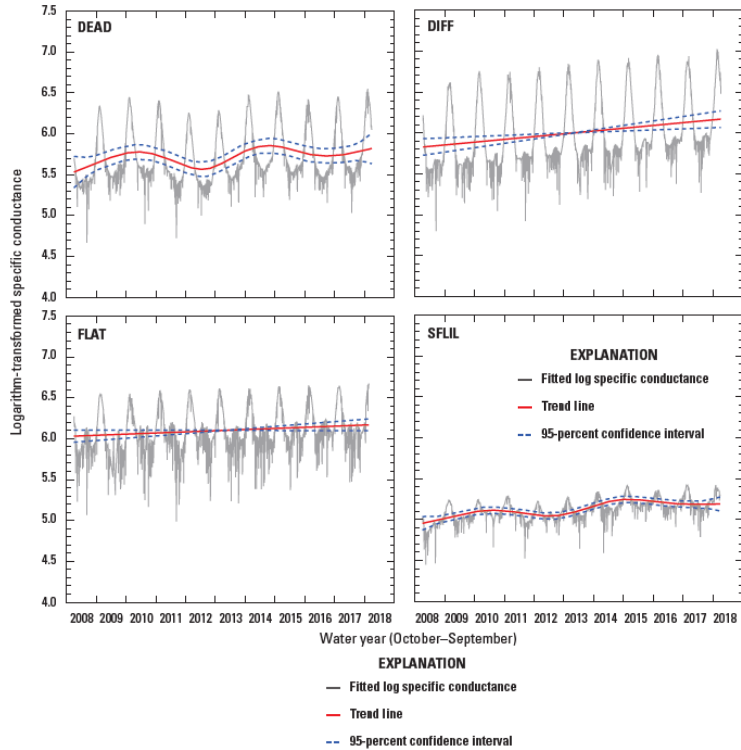 7.5
7.0
6.5
6.0
5.5
5.0
4.5
4.0
DEAD
DIFF
7.5
7.0
6.5
6.0
5.5
5.0
4.5
4.0
FLAT
SFLIL
EXPLANATION
Fitted log specific conductance
Trend line
95-percent confidence interval
Logarithm-transformed specific conductance
2008 2009 2010 2011 2012 2013 2014 2015 2016 2017 2018
2008 2009 2010 2011 2012 2013 2014 2015 2016 2017 2018
Water year (October–September)
EXPLANATION
Fitted log specific conductance
Trend line
95-percent confidence interval